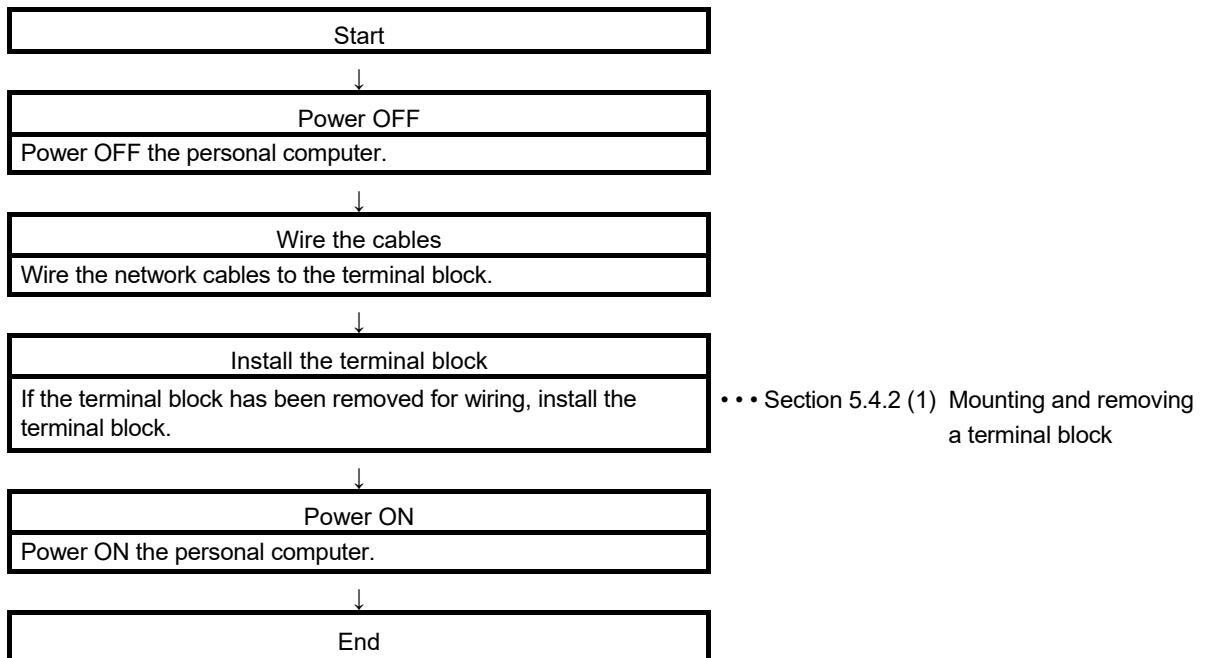 Start
↓
Power OFF
Power OFF the personal computer.
↓
Wire the cables
Wire the network cables to the terminal block.
↓
Install the terminal block
If the terminal block has been removed for wiring, install the
terminal block.
• • • Section 5.4.2 (1) Mounting and removing
a terminal block
↓
Power ON
Power ON the personal computer.
↓
End